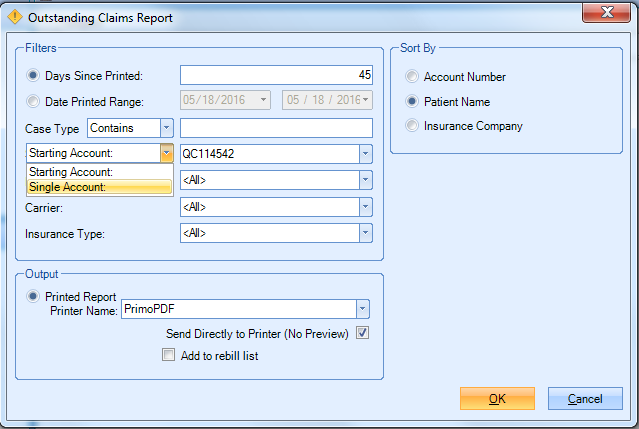 Outstanding Claims Report
Filters
Days Since Printed: 45
Date Printed Range: 05/18/2016 05 / 18 / 2016
Case Type Contains
Starting Account: QC114542
Starting Account:
Single Account: <All>
Carrier: <All>
Insurance Type: <All>
Output
Printed Report
Printer Name: PrimoPDF
Send Directly to Printer (No Preview)
Add to rebill list
Sort By
Account Number
Patient Name
Insurance Company
OK Cancel